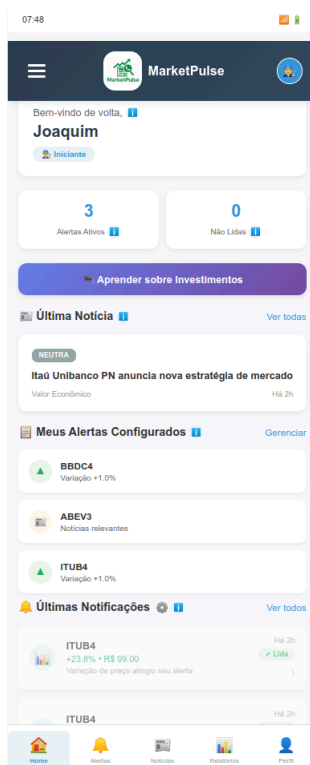 07:48
MarketPulse
MarketPulse
Bem-vindo de volta,
Joaquim
Iniciante
3
Alertas Ativos
0
Não Lidas
Aprender sobre Investimentos
Última Notícia
Ver todas
NEUTRA
Itaú Unibanco PN anuncia nova estratégia de mercado
Valor Econômico
Há 2h
Meus Alertas Configurados
Gerenciar
BBDC4
Variação +1.0%
ABEV3
Notícias relevantes
ITUB4
Variação +1.0%
Últimas Notificações
Ver todos
ITUB4
Há 2h
+23.8% • R$ 99.00
✓ Lida
Variação de preço atingiu seu alerta
ITUB4
Há 2h
Home
Alertas
Notícias
Relatórios
Perfil